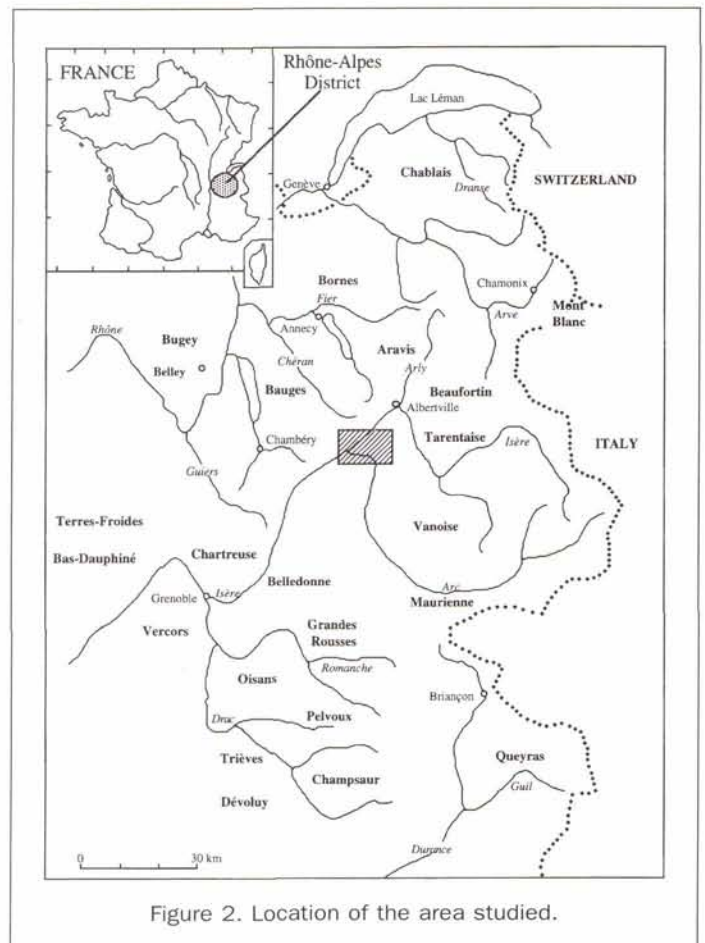 FRANCE
Rhône-Alpes
District
Lac Léman
Genève
Chablais
Dranse
SWITZERLAND
Chamonix
Mont
Blanc
Arve
Bornes
Fier
Annecy
Rhône
Bugey
Belley
Chéran
Aravis
Arly
Bauges
Beaufortin
Albertville
Chambéry
Tarentaise
Isère
ITALY
Guiers
Vanoise
Terres-Froides
Bas-Dauphiné
Chartreuse
Belledonne
Arc
Maurienne
Grenoble
Isère
Vercors
Grandes
Rousses
Romanche
Oisans
Briançon
Drac
Pelvoux
Queyras
Guil
Trièves
Champsaur
Dévoluy
Durance
0 30 km
Figure 2. Location of the area studied.